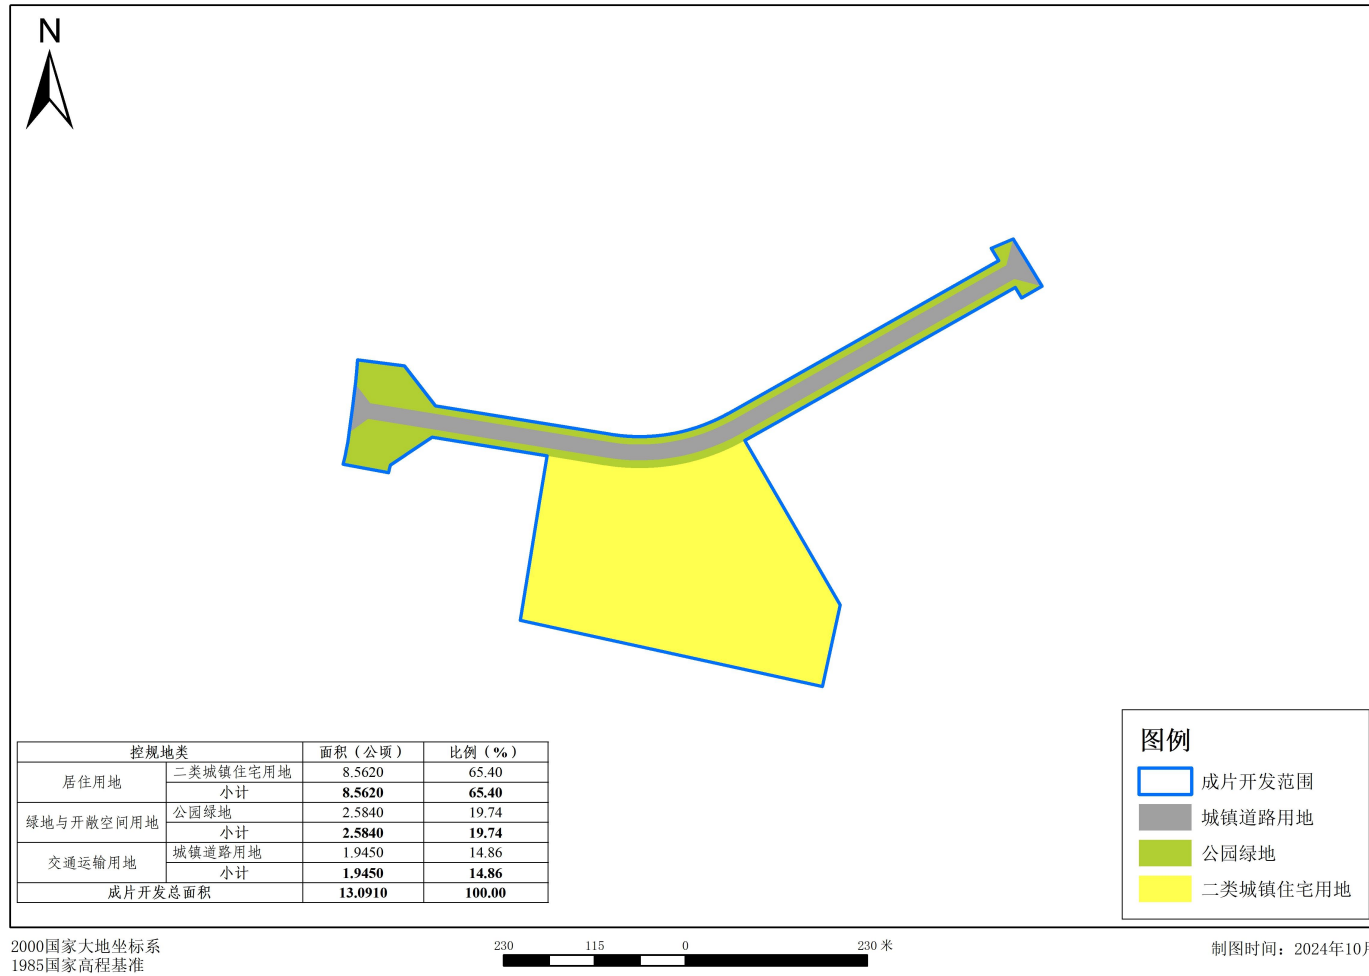 N
控规地类 面积（公顷） 比例（%）
居住用地 二类城镇住宅用地 8.5620 65.40
小计 8.5620 65.40
绿地与开敞空间用地 公园绿地 2.5840 19.74
小计 2.5840 19.74
交通运输用地 城镇道路用地 1.9450 14.86
小计 1.9450 14.86
成片开发总面积 13.0910 100.00
图例
成片开发范围
城镇道路用地
公园绿地
二类城镇住宅用地
2000国家大地坐标系
1985国家高程基准
230 115 0 230 米
制图时间：2024年10月